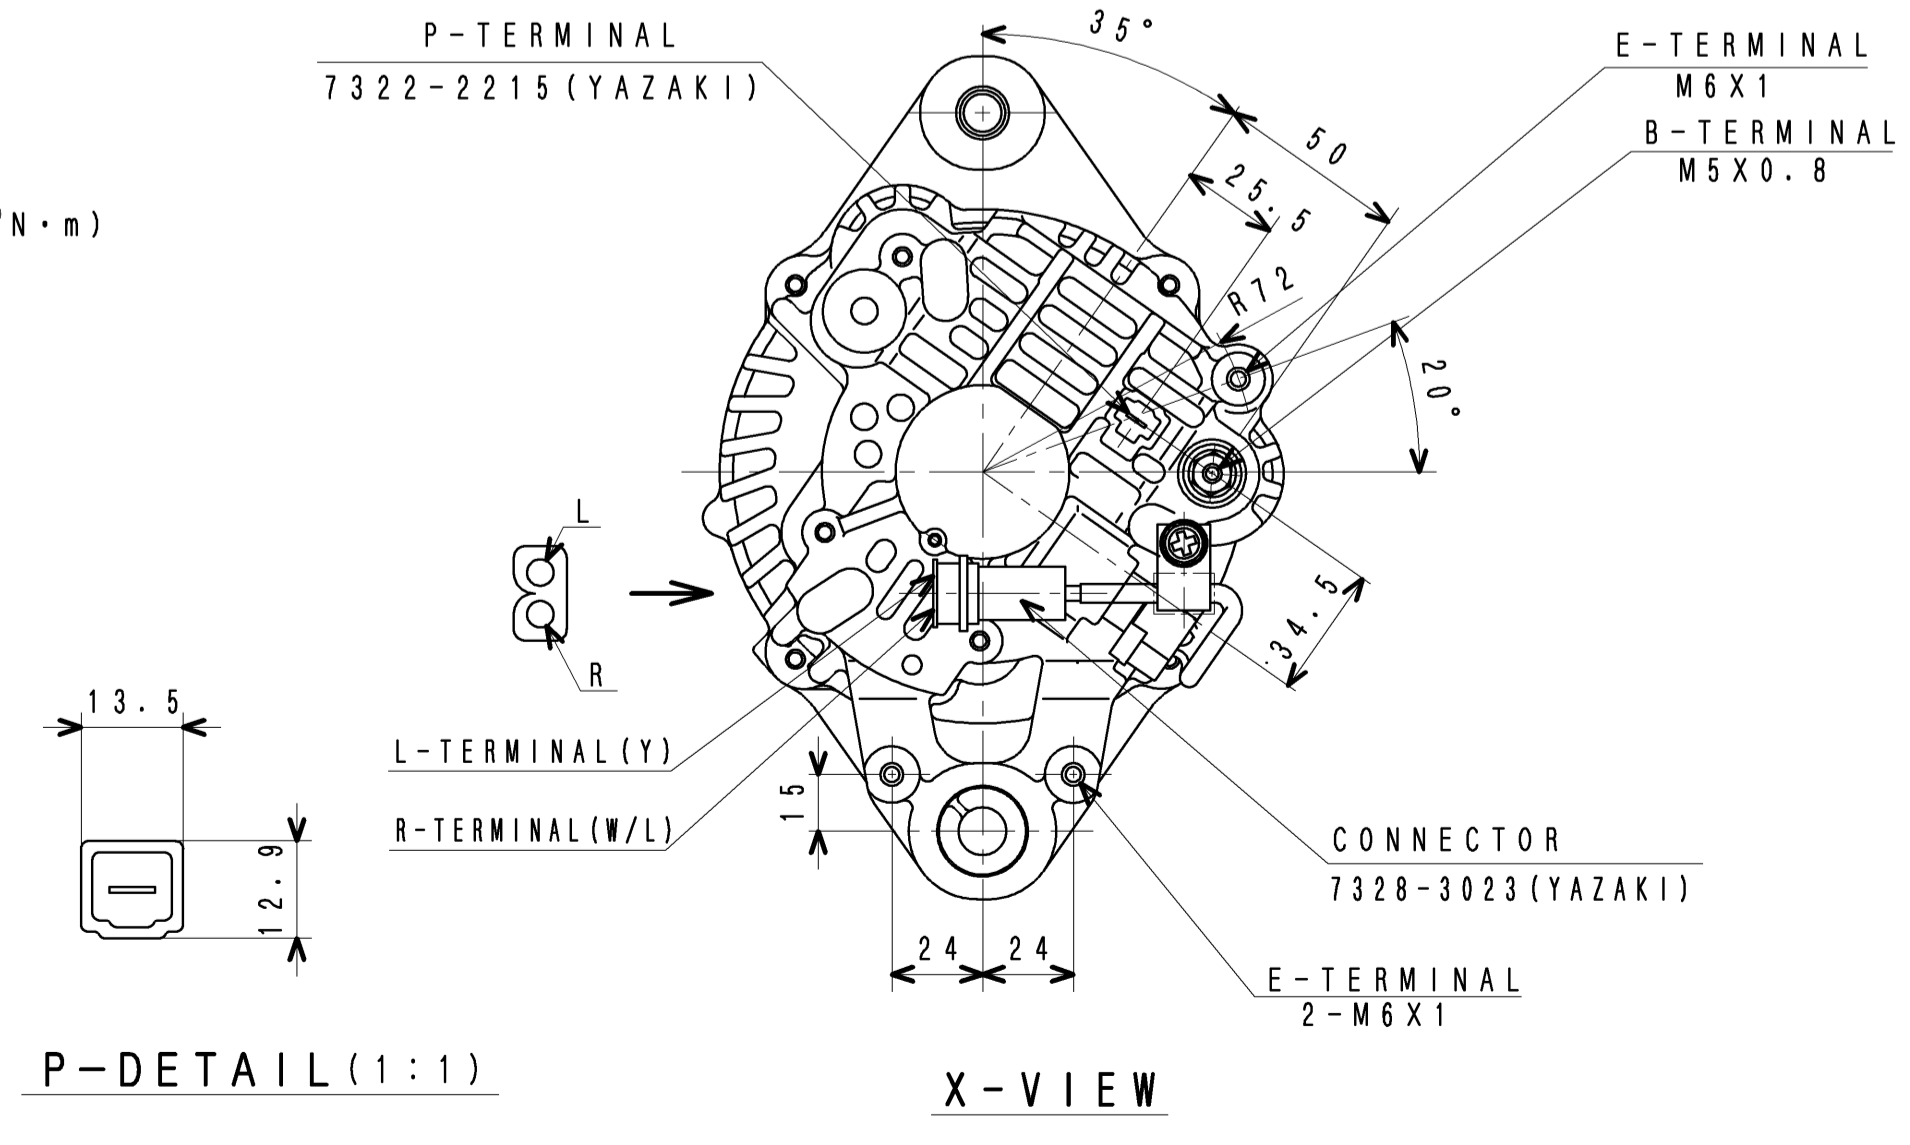 P-TERMINAL
7322-2215(YAZAKI)
35°
E-TERMINAL
M6X1
B-TERMINAL
M5X0.8
50
25.5
N・m)
R72
20°
L
R
34.5
13.5
12.9
L-TERMINAL(Y)
R-TERMINAL(W/L)
15
CONNECTOR
7328-3023(YAZAKI)
24
24
E-TERMINAL
2-M6X1
P-DETAIL(1:1)
X-VIEW